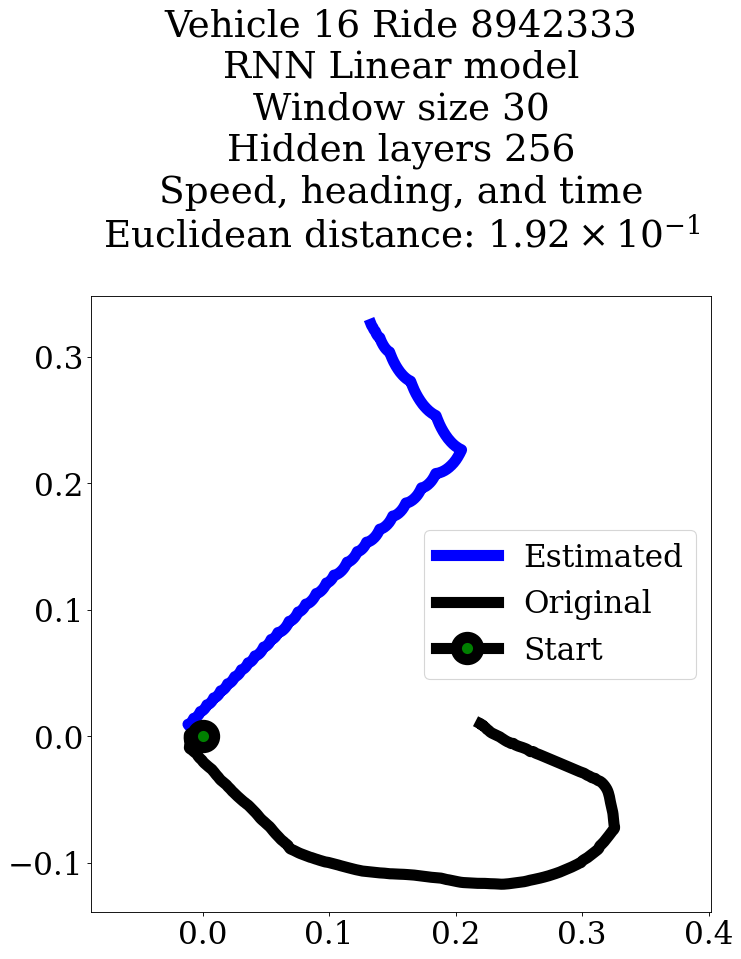 Vehicle 16 Ride 8942333
RNN Linear model
Window size 30
Hidden layers 256
Speed, heading, and time
Euclidean distance: 1.92 × 10⁻¹
0.3
0.2
0.1
0.0
−0.1
Estimated
Original
Start
0.0 0.1 0.2 0.3 0.4